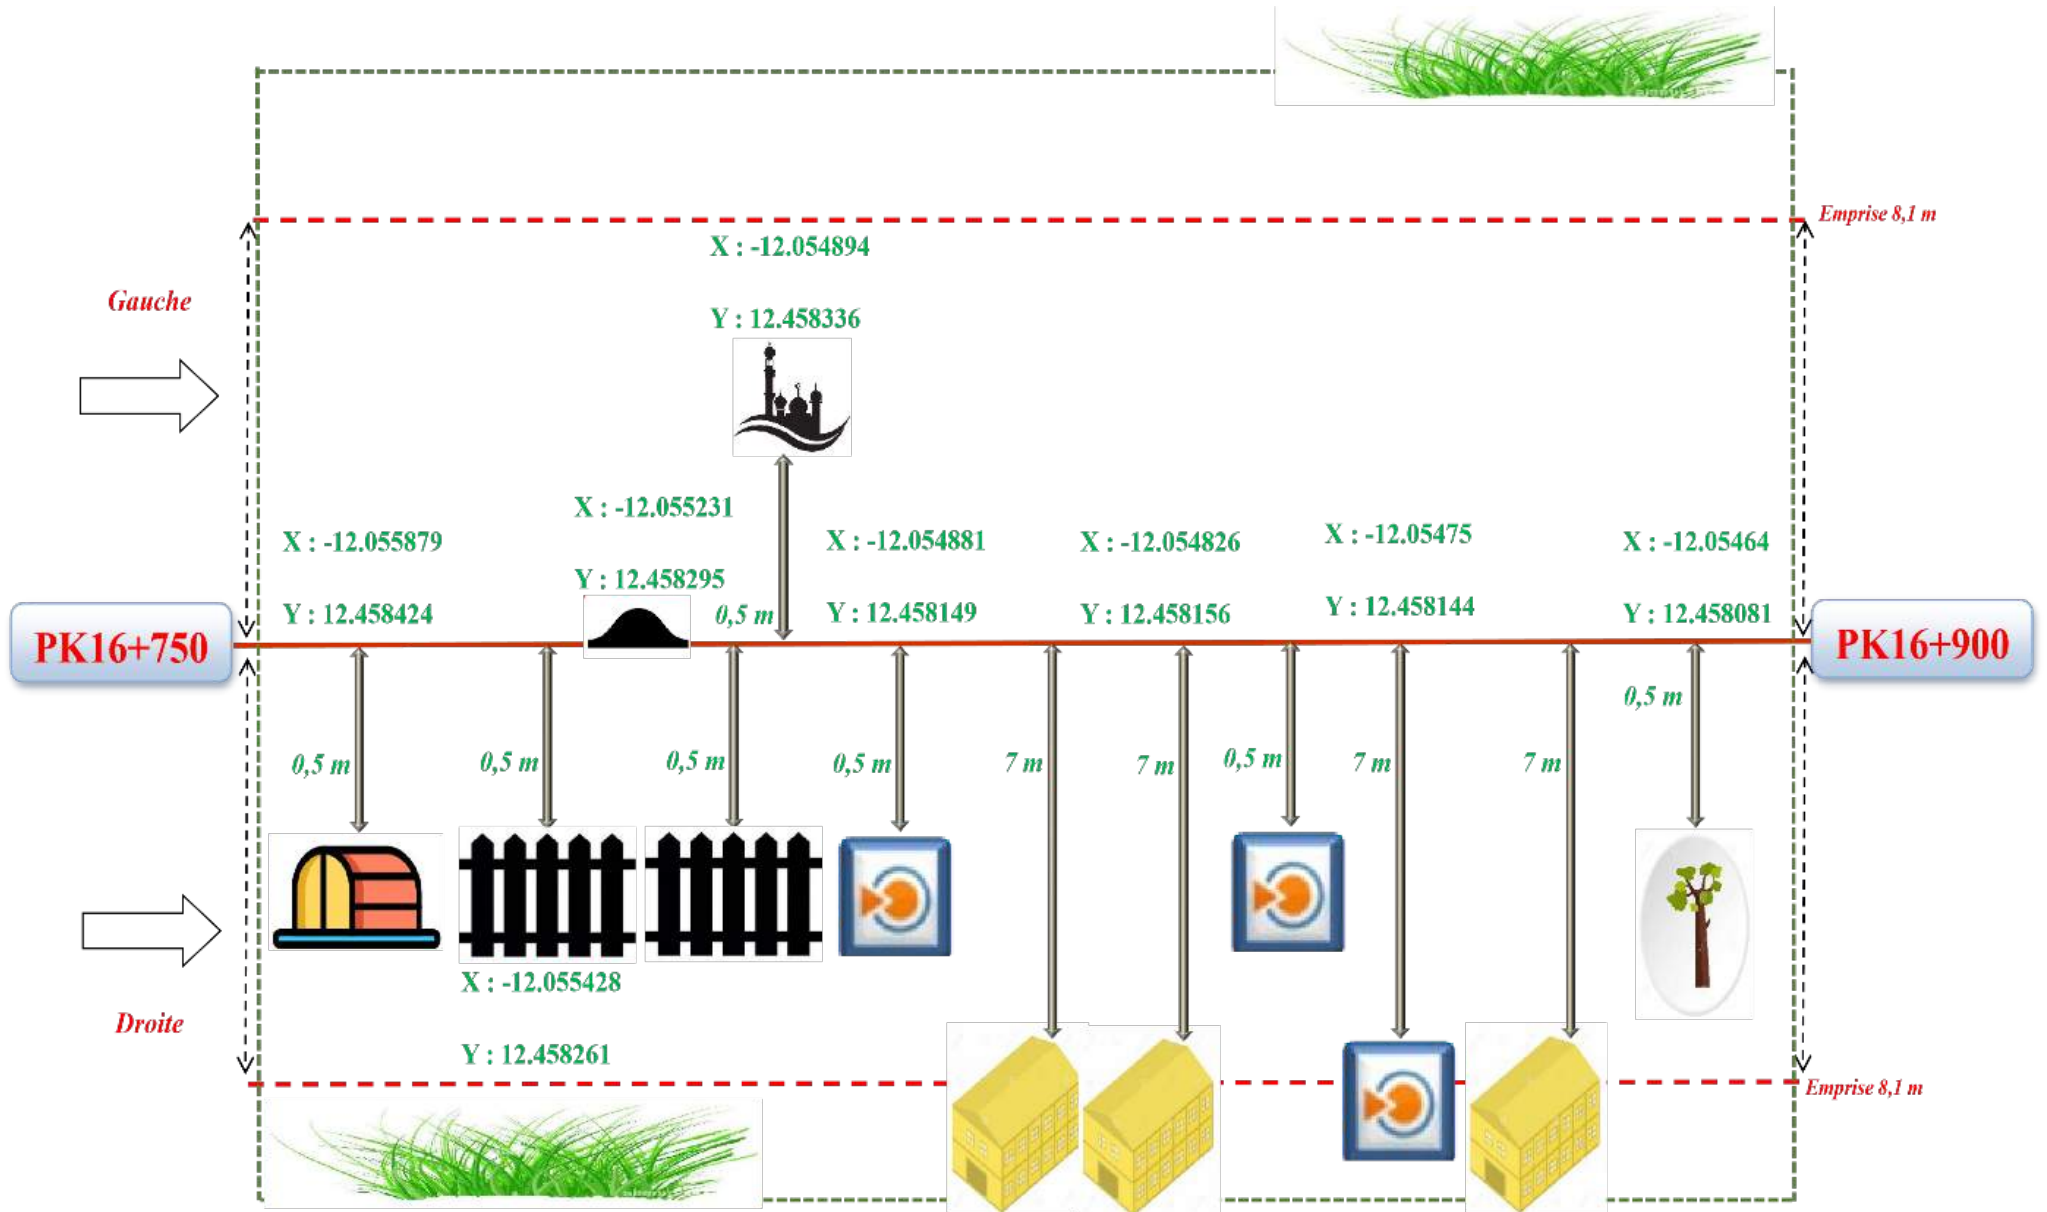 Emprise 8,1 m
X : -12.054894
Gauche
Y : 12.458336
X : -12.055231
X : -12.055879
X : -12.054881
X : -12.054826
X : -12.05475
X : -12.05464
Y : 12.458295
Y : 12.458424
0,5 m
Y : 12.458149
Y : 12.458156
Y : 12.458144
Y : 12.458081
PK16+750
PK16+900
0,5 m
0,5 m
0,5 m
0,5 m
0,5 m
7 m
7 m
0,5 m
7 m
7 m
X : -12.055428
Droite
Y : 12.458261
Emprise 8,1 m